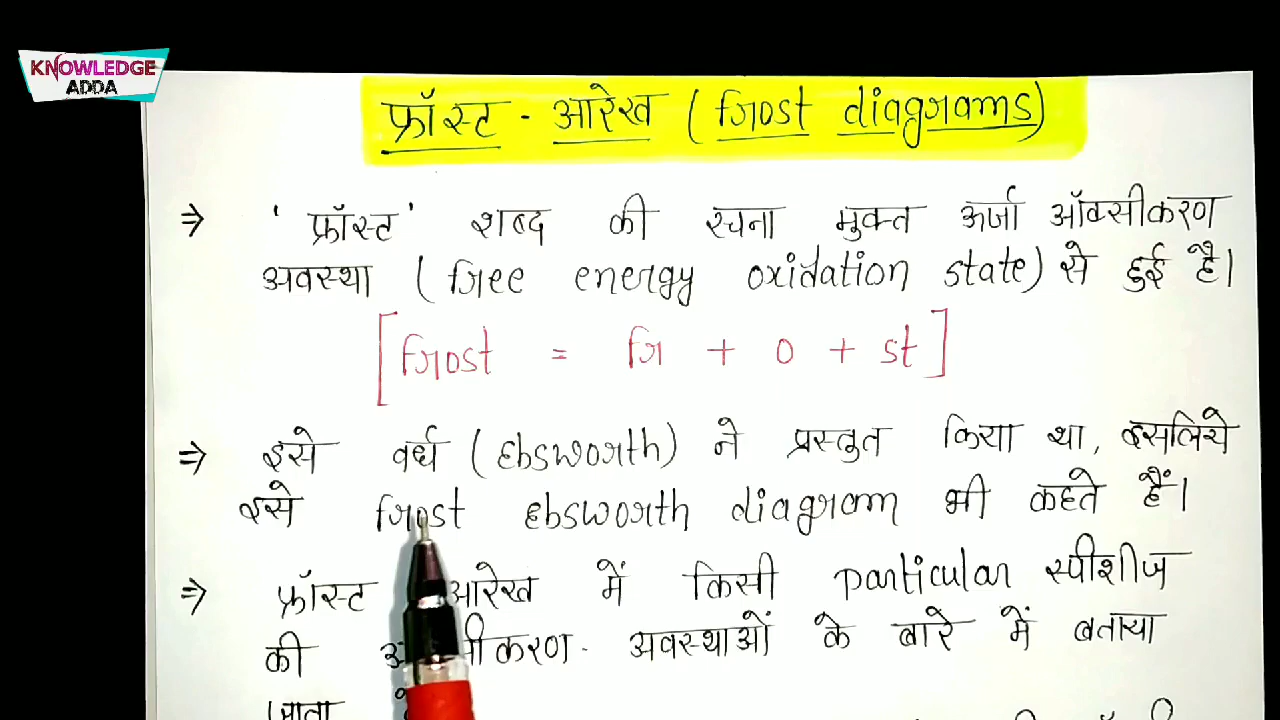 KNOWLEDGE
ADDA
फ्रॉस्ट - आरेख (frost diagrams)
⇒ 'फ्रॉस्ट' शब्द की रचना मुक्त ऊर्जा ऑक्सीकरण
अवस्था (free energy oxidation state) से हुई है।
[frost = fr + o + st]
⇒ इसे वर्थ (Ebsworth) ने प्रस्तुत किया था, इसलिये
इसे frost Ebsworth diagram भी कहते हैं।
⇒ फ्रॉस्ट आरेख में किसी particular स्पीशीज
की अवस्थाओं के बारे में बताया
जाता